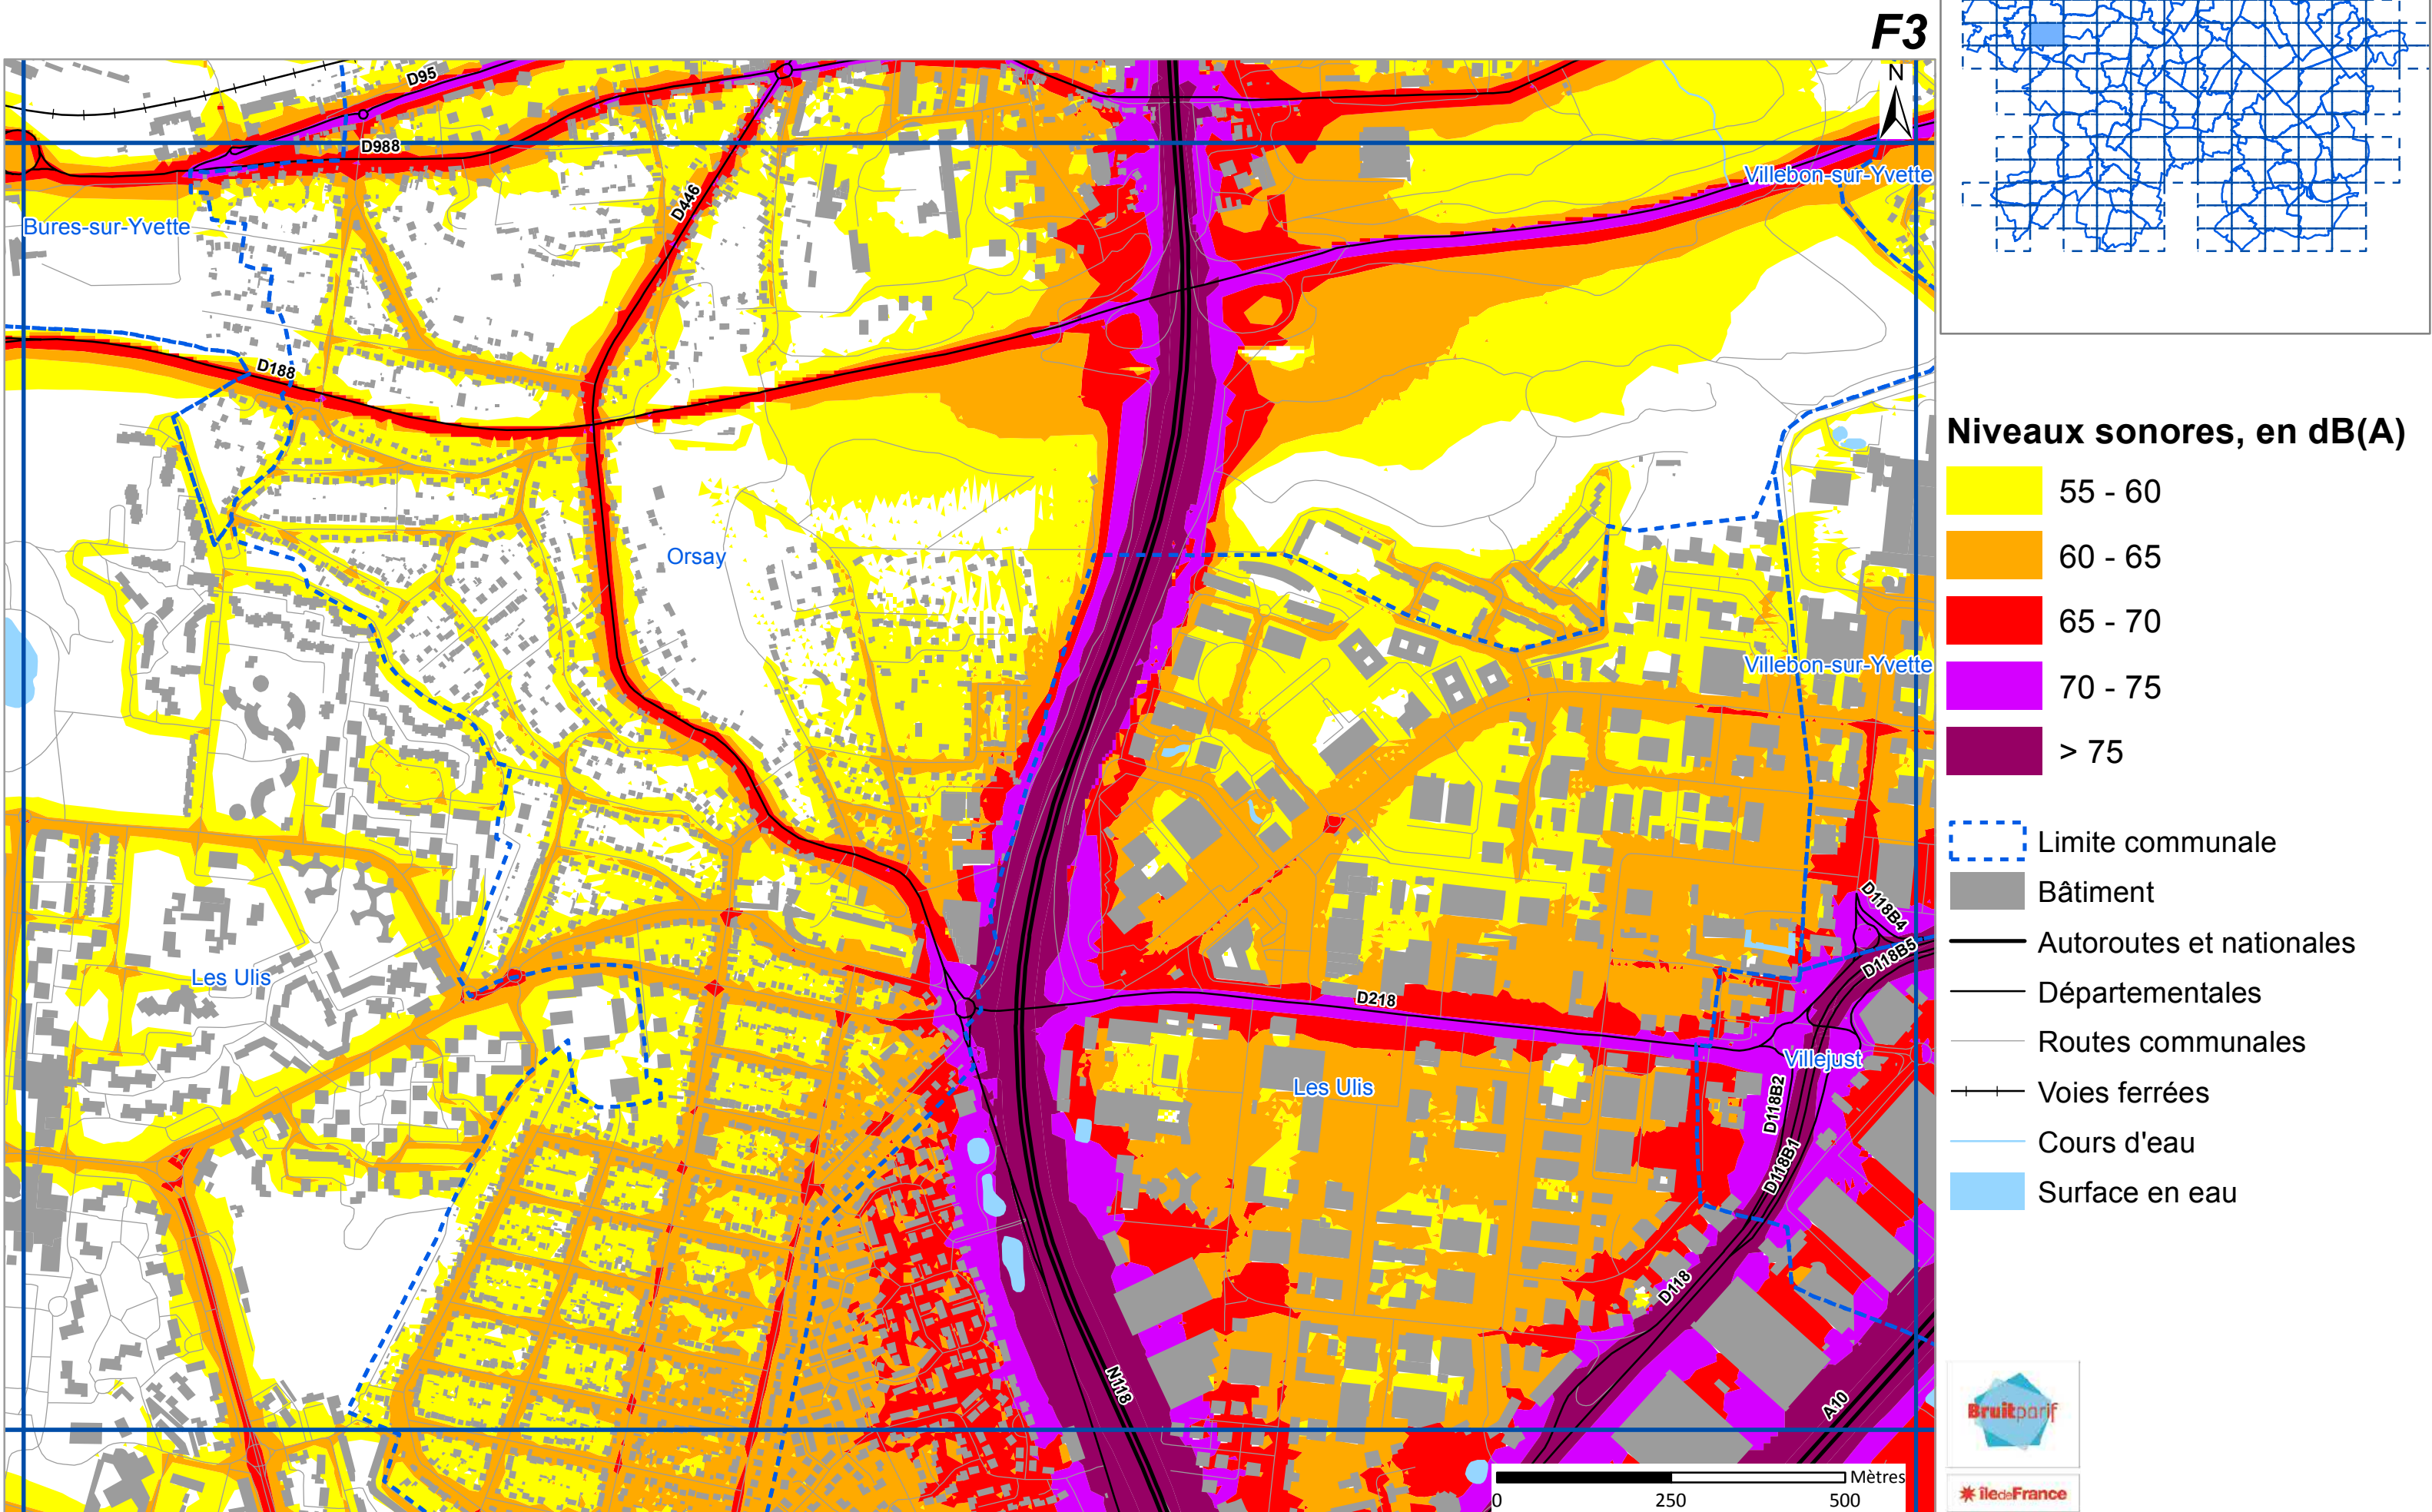 F3
N
D95
D988
D446
Villebon-sur-Yvette
Bures-sur-Yvette
D188
Orsay
Villebon-sur-Yvette
D118B4
D118B5
Les Ulis
D218
Villejust
Les Ulis
D118B2
D118B1
D118
N118
A10
Mètres
0 250 500
Niveaux sonores, en dB(A)
55 - 60
60 - 65
65 - 70
70 - 75
> 75
Limite communale
Bâtiment
Autoroutes et nationales
Départementales
Routes communales
Voies ferrées
Cours d'eau
Surface en eau
Bruitparif
îledeFrance